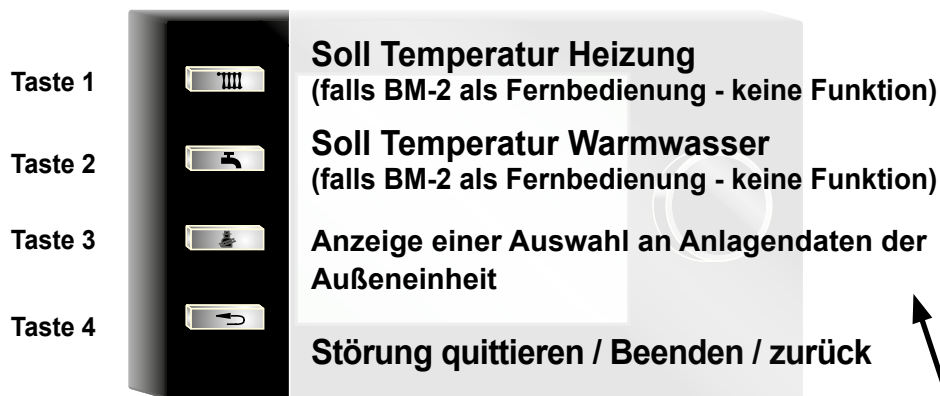 Taste 1
Soll Temperatur Heizung
(falls BM-2 als Fernbedienung - keine Funktion)
Taste 2
Soll Temperatur Warmwasser
(falls BM-2 als Fernbedienung - keine Funktion)
Taste 3
Anzeige einer Auswahl an Anlagendaten der
Außeneinheit
Taste 4
Störung quittieren / Beenden / zurück